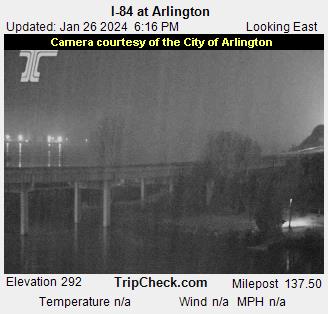 I-84 at Arlington
Updated: Jan 26 2024 6:16 PM Looking East
Camera courtesy of the City of Arlington
Elevation 292 TripCheck.com Milepost 137.50
Temperature n/a Wind n/a MPH n/a